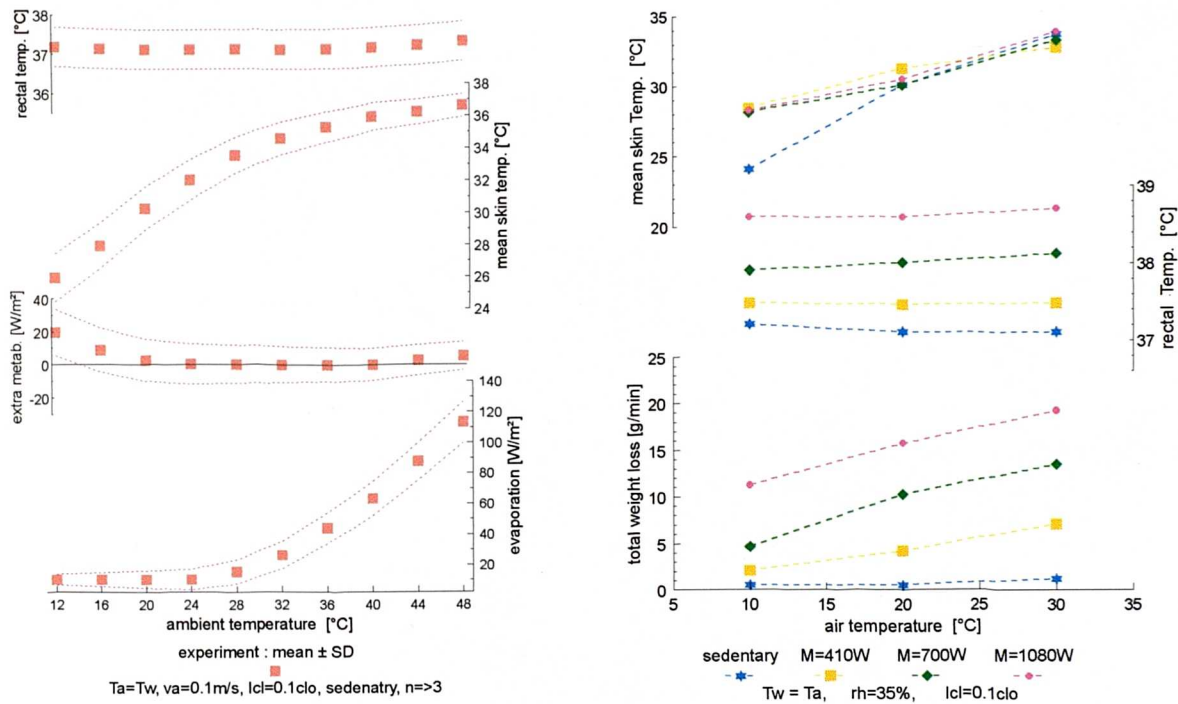 38
37
36
rectal temp. [°C]
38
36
34
32
30
28
26
24
mean skin temp. [°C]
40
20
0
-20
extra metab. [W/m²]
140
120
100
80
60
40
20
evaporation [W/m²]
12 16 20 24 28 32 36 40 44 48
ambient temperature [°C]
experiment : mean ± SD
Ta=Tw, va=0.1m/s, Icl=0.1clo, sedenatry, n=>3
35
30
25
20
mean skin Temp. [°C]
39
38
37
rectal Temp. [°C]
25
20
15
10
5
0
total weight loss [g/min]
5 10 15 20 25 30 35
air temperature [°C]
sedentary M=410W M=700W M=1080W
Tw = Ta, rh=35%, Icl=0.1clo